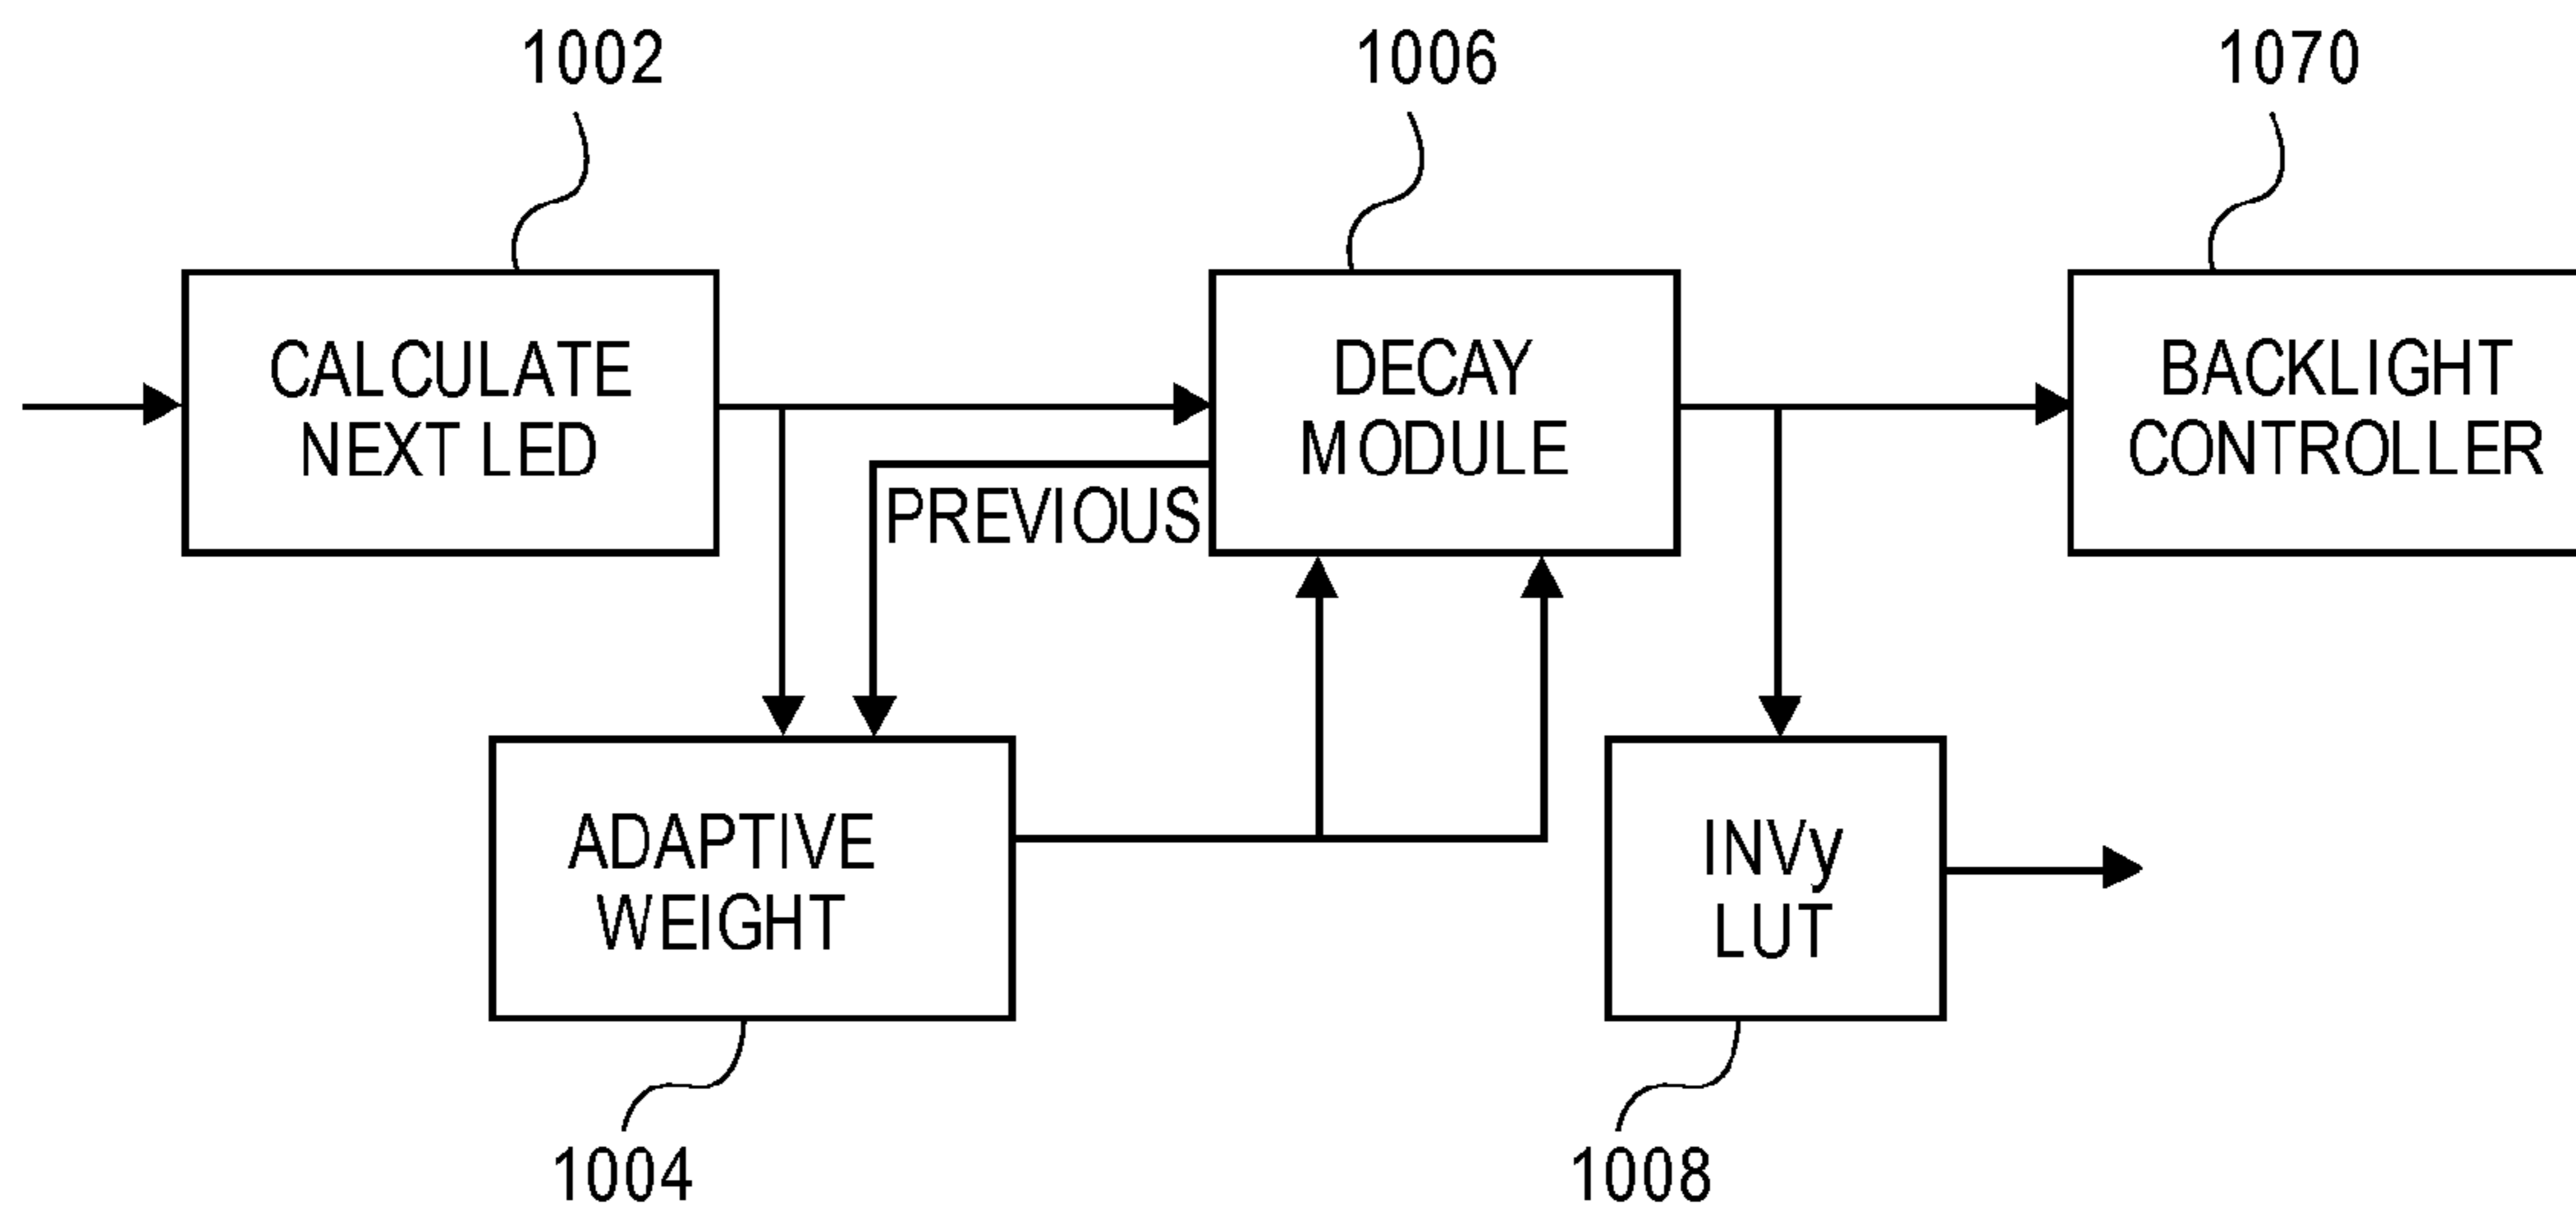 1002
1006
1070
CALCULATE
NEXT LED
DECAY
MODULE
BACKLIGHT
CONTROLLER
PREVIOUS
ADAPTIVE
WEIGHT
INVy
LUT
1004
1008